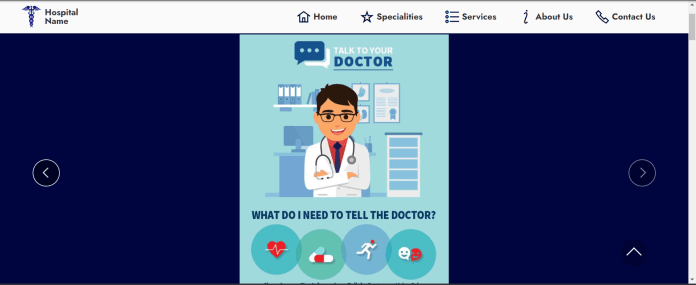 Hospital
Name
Home
Specialities
Services
About Us
Contact Us
TALK TO YOUR
DOCTOR
WHAT DO I NEED TO TELL THE DOCTOR?